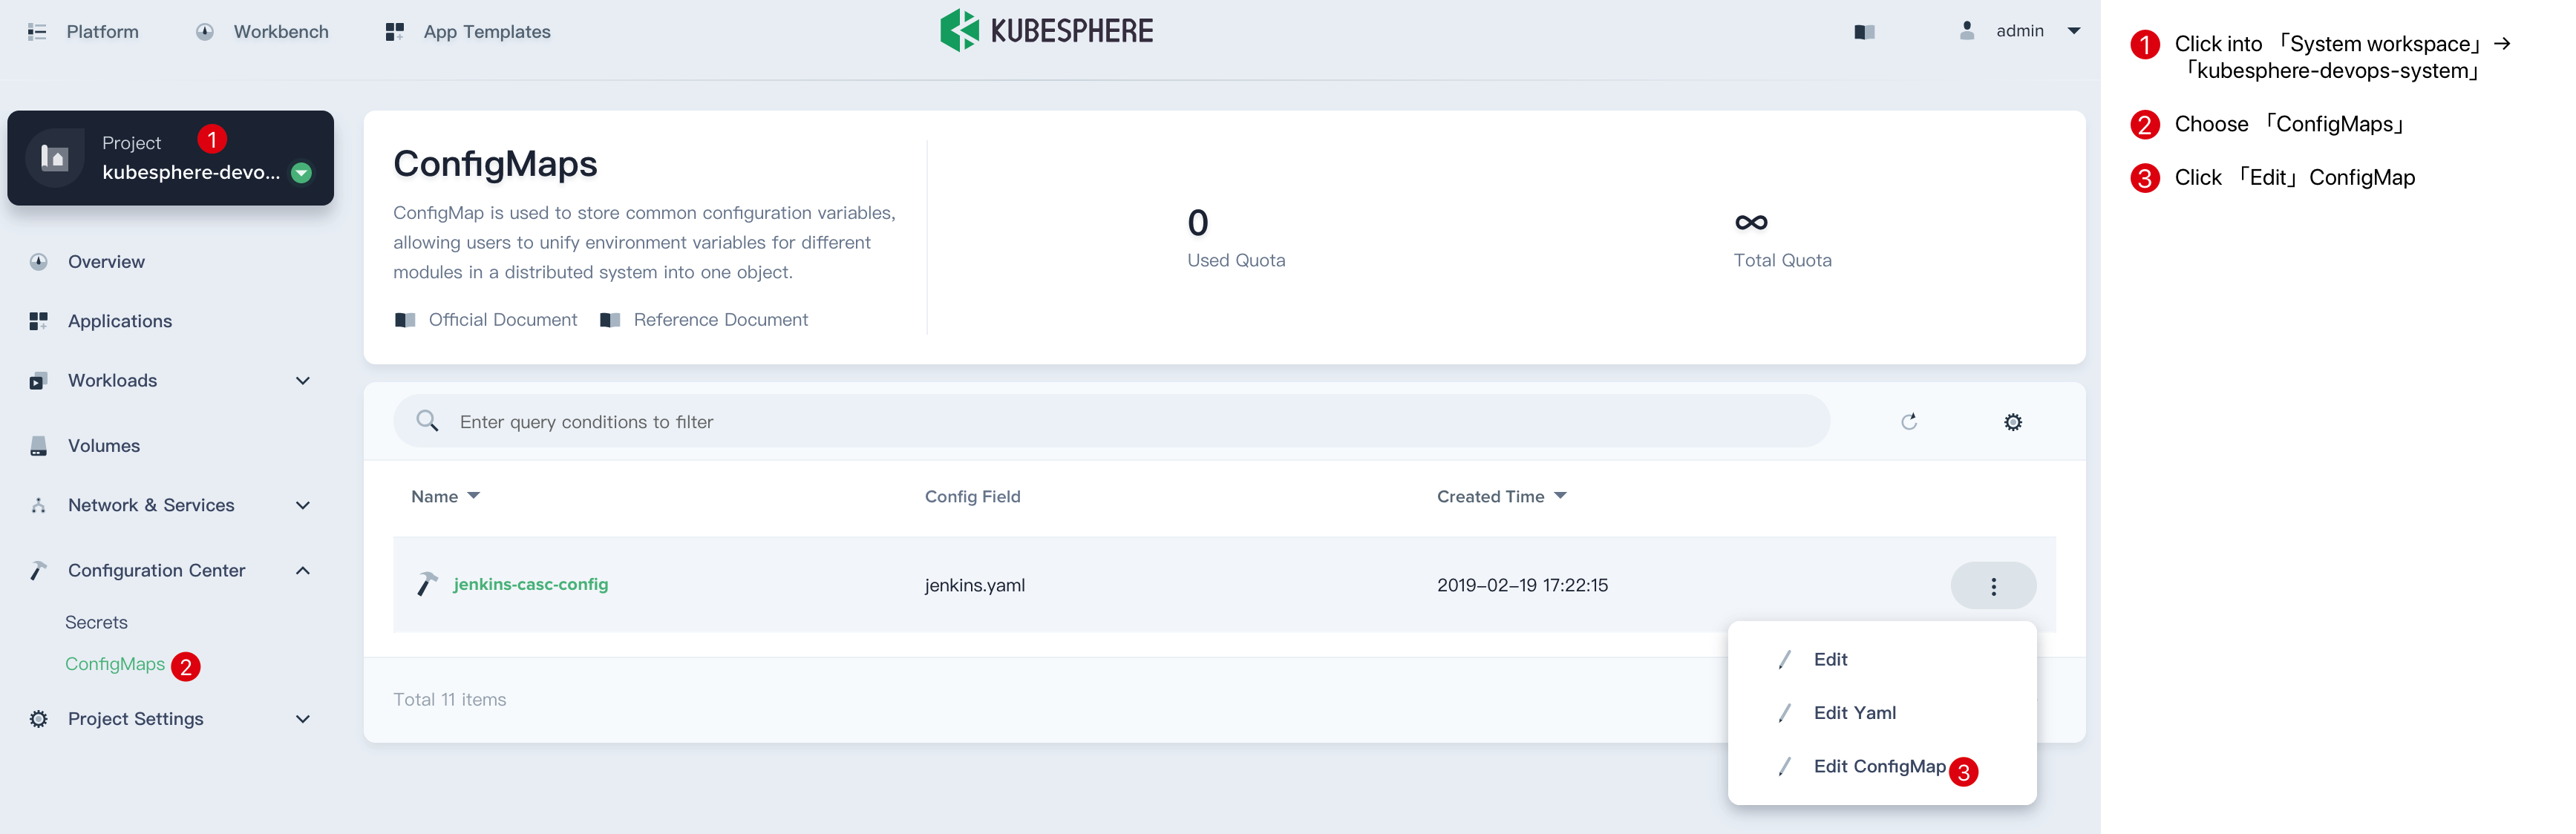 Platform
Workbench
App Templates
KUBESPHERE
admin
Project 1
kubesphere-devo...
Overview
Applications
Workloads
Volumes
Network & Services
Configuration Center
Secrets
ConfigMaps 2
Project Settings
ConfigMaps
ConfigMap is used to store common configuration variables,
allowing users to unify environment variables for different
modules in a distributed system into one object.
Official Document
Reference Document
0
Used Quota
∞
Total Quota
Enter query conditions to filter
Name
Config Field
Created Time
jenkins-casc-config
jenkins.yaml
2019-02-19 17:22:15
Total 11 items
Edit
Edit Yaml
Edit ConfigMap 3
1 Click into 「System workspace」→
「kubesphere-devops-system」
2 Choose 「ConfigMaps」
3 Click 「Edit」ConfigMap